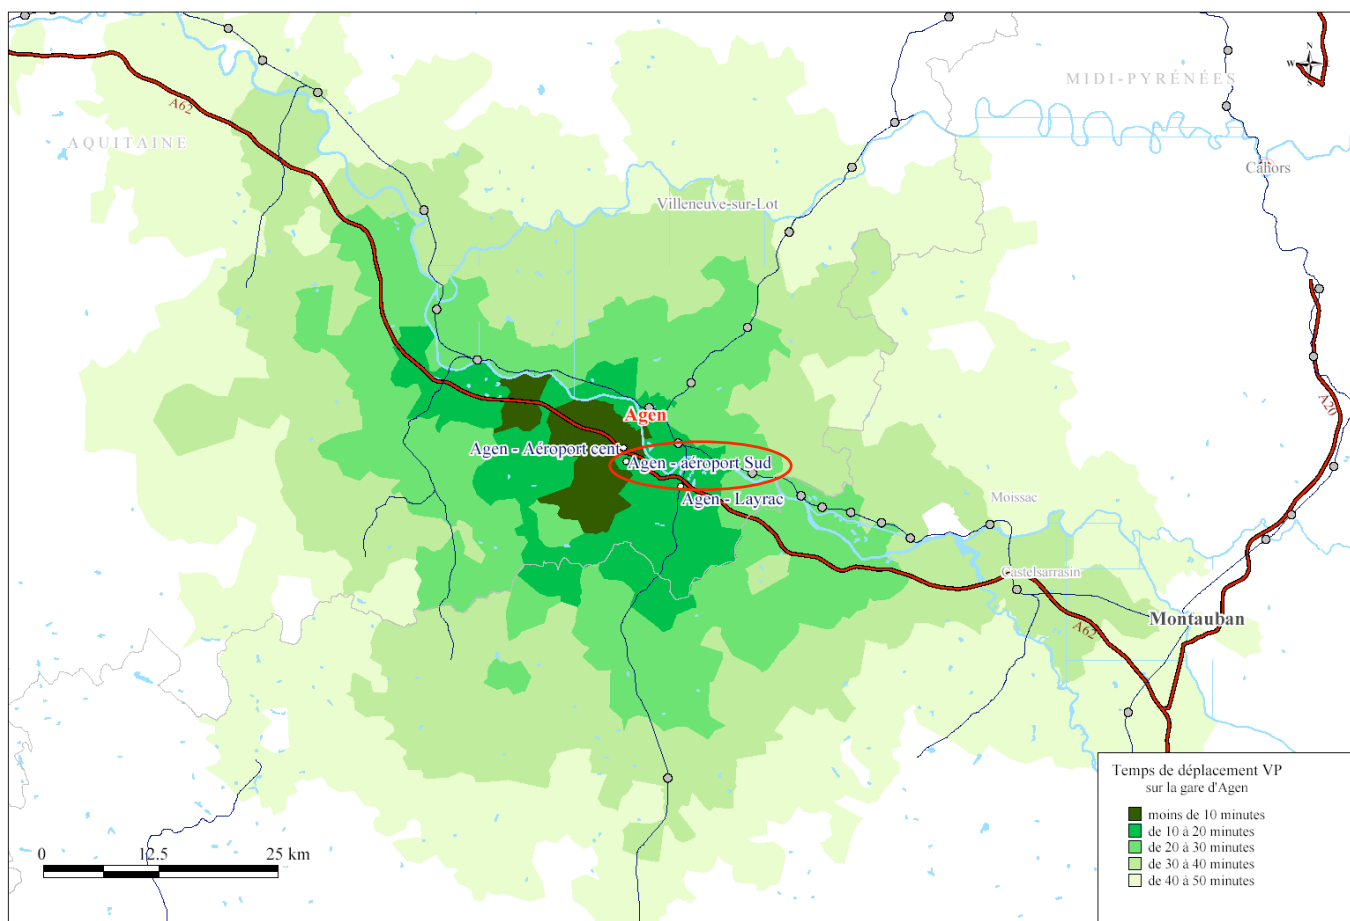 MIDI-PYRÉNÉES
N
W
S
A62
AQUITAINE
Cahors
Villeneuve-sur-Lot
A20
Agen
Agen - Aéroport cent
Agen - aéroport Sud
Agen - Layrac
Moissac
Castelsarrasin
Montauban
A62
Temps de déplacement VP
sur la gare d'Agen
moins de 10 minutes
de 10 à 20 minutes
de 20 à 30 minutes
de 30 à 40 minutes
de 40 à 50 minutes
0 12.5 25 km